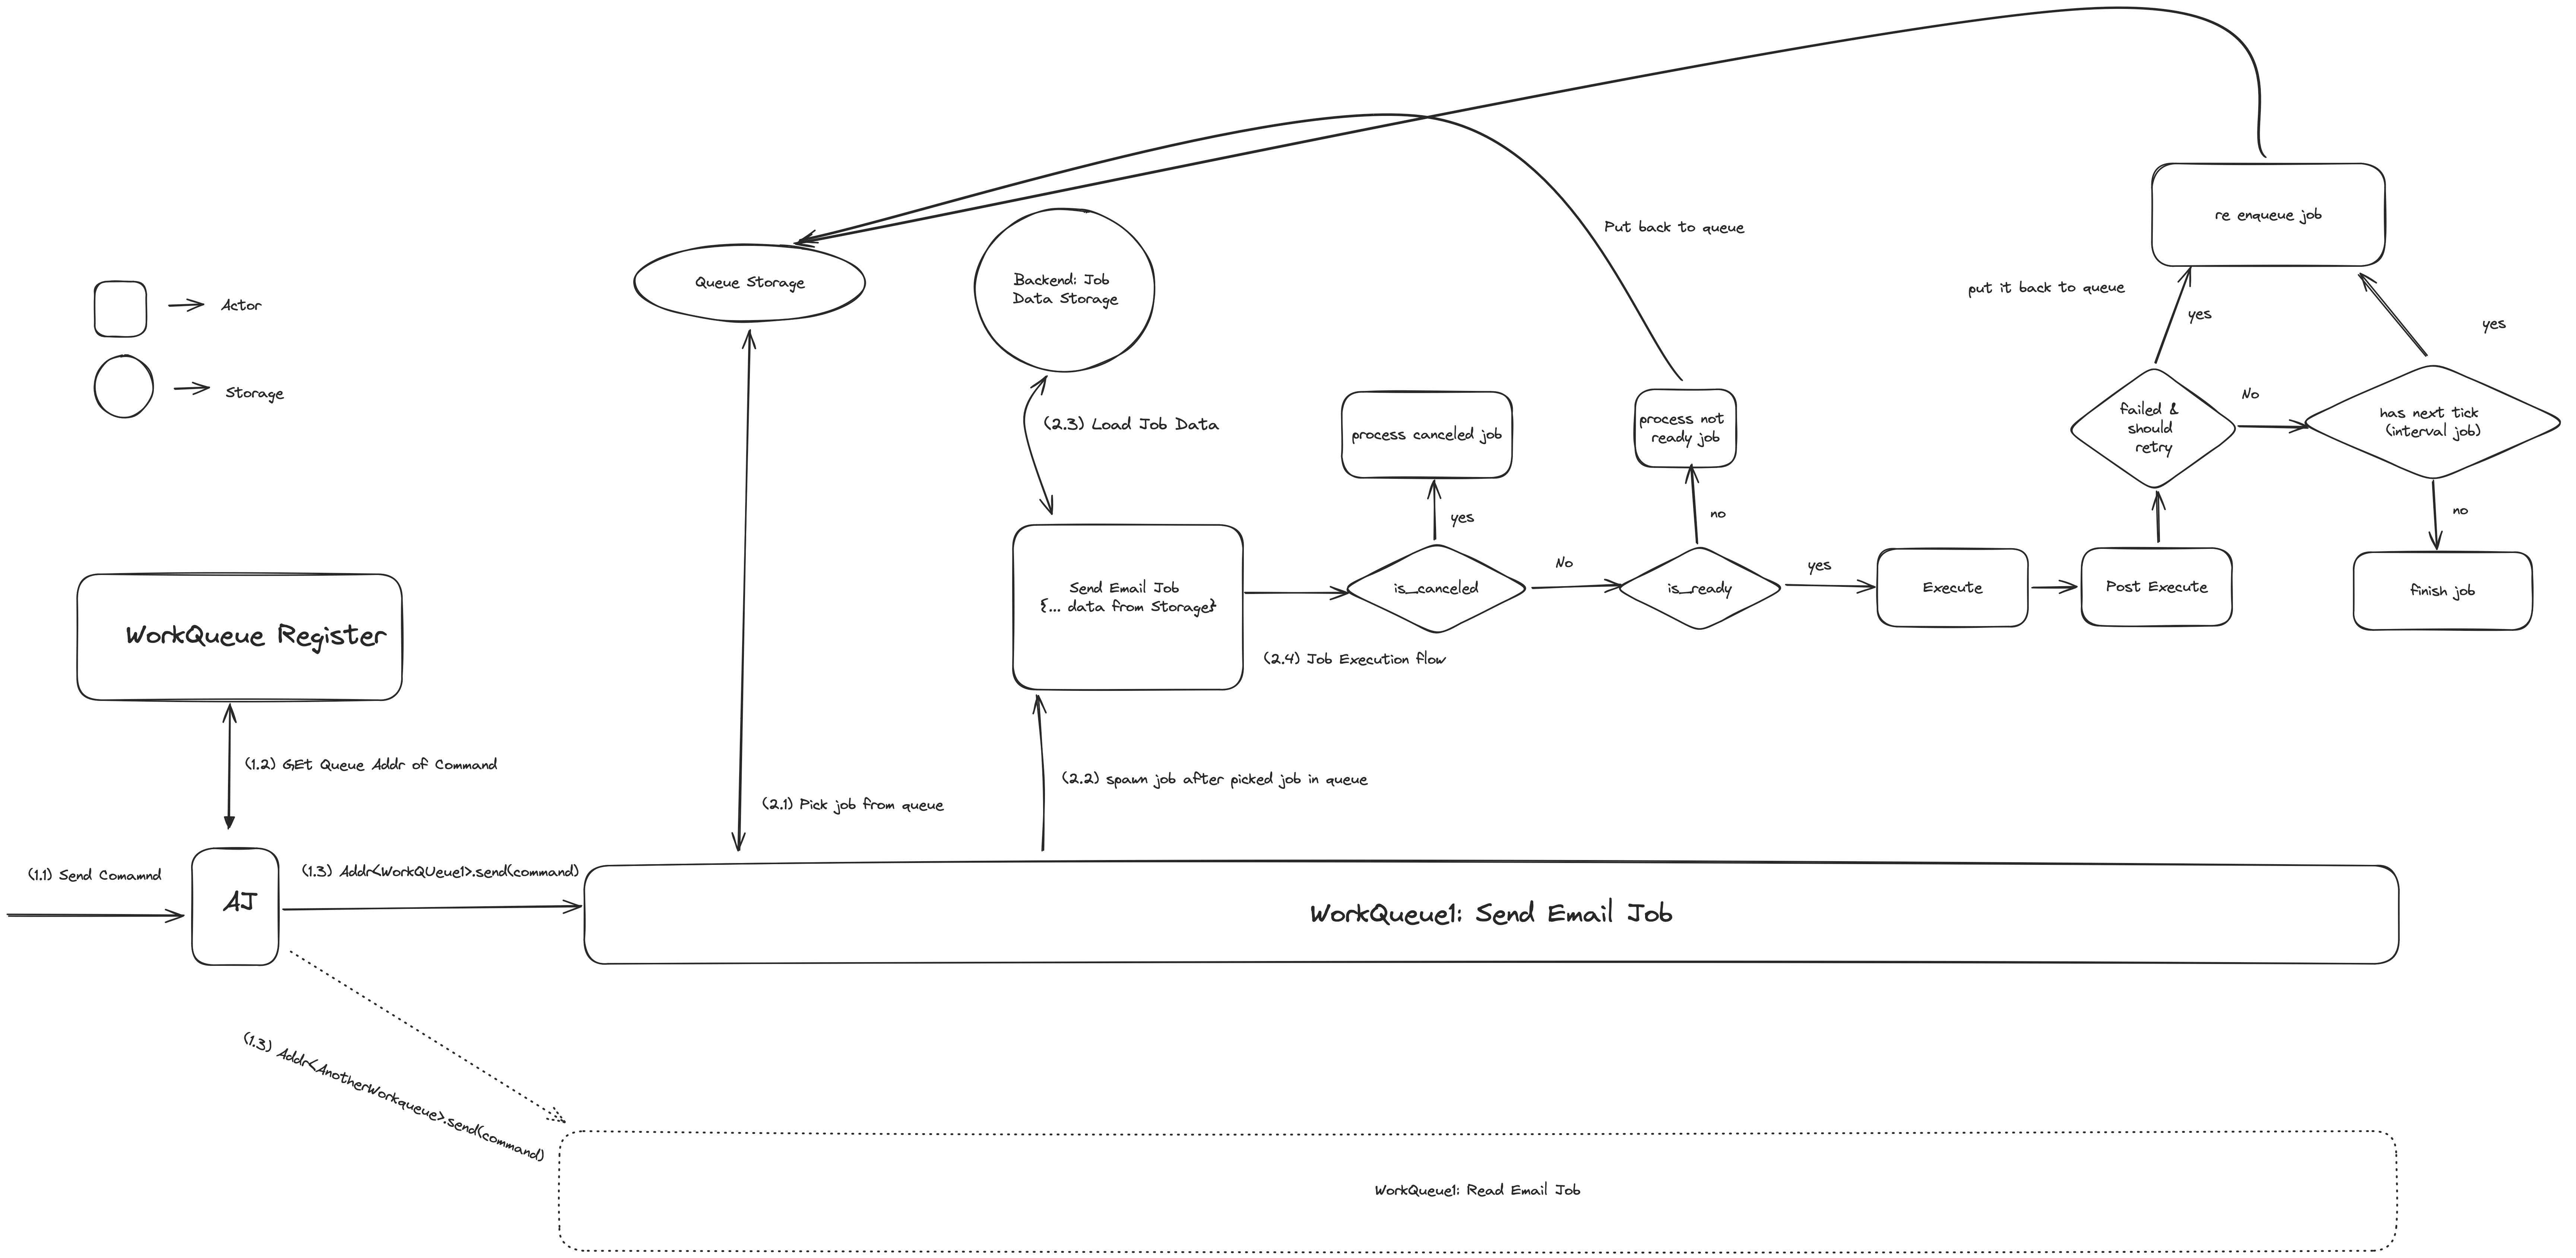 Put back to queue
re enqueue job
Queue Storage
Backend: Job
Data Storage
put it back to queue
Actor
Storage
yes
yes
(2.3) Load Job Data
process canceled job
process not
ready job
failed &
should
retry
No
has next tick
(interval job)
yes
no
no
Send Email Job
{... data from Storage}
is_canceled
No
is_ready
yes
Execute
Post Execute
finish job
(2.4) Job Execution flow
WorkQueue Register
(1.2) GEt Queue Addr of Command
(2.1) Pick job from queue
(2.2) spawn job after picked job in queue
(1.1) Send Comamnd
AJ
(1.3) Addr<WorkQUeue1>.send(command)
WorkQueue1: Send Email Job
(1.3) Addr<AnotherWorkqueue>.send(command)
WorkQueue1: Read Email Job